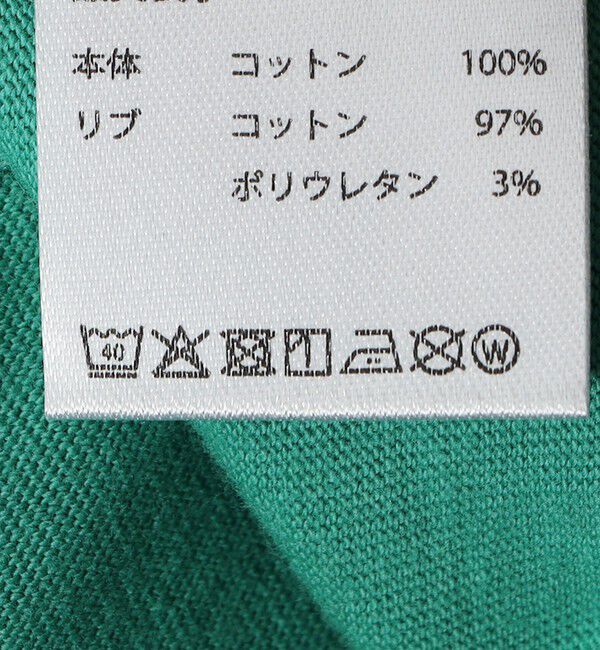 本体 コットン 100%
リブ コットン 97%
ポリウレタン 3%
40 W